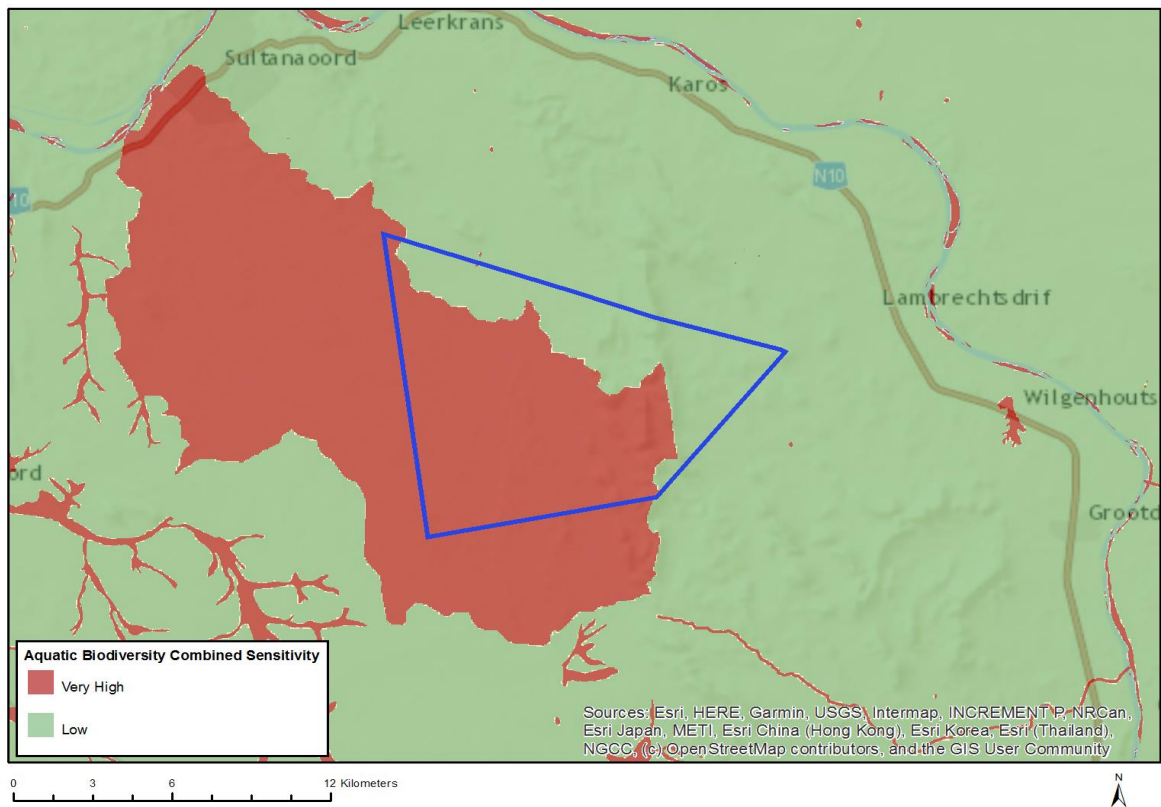 Leerkrans
Sultanaoord
Karos
N10
10
Lambrechtsdrif
Wilgenhouts
ord
Grootd
Aquatic Biodiversity Combined Sensitivity
Very High
Low
Sources: Esri, HERE, Garmin, USGS, Intermap, INCREMENT P, NRCan,
Esri Japan, METI, Esri China (Hong Kong), Esri Korea, Esri (Thailand),
NGCC, (c) OpenStreetMap contributors, and the GIS User Community
0 3 6 12 Kilometers
N